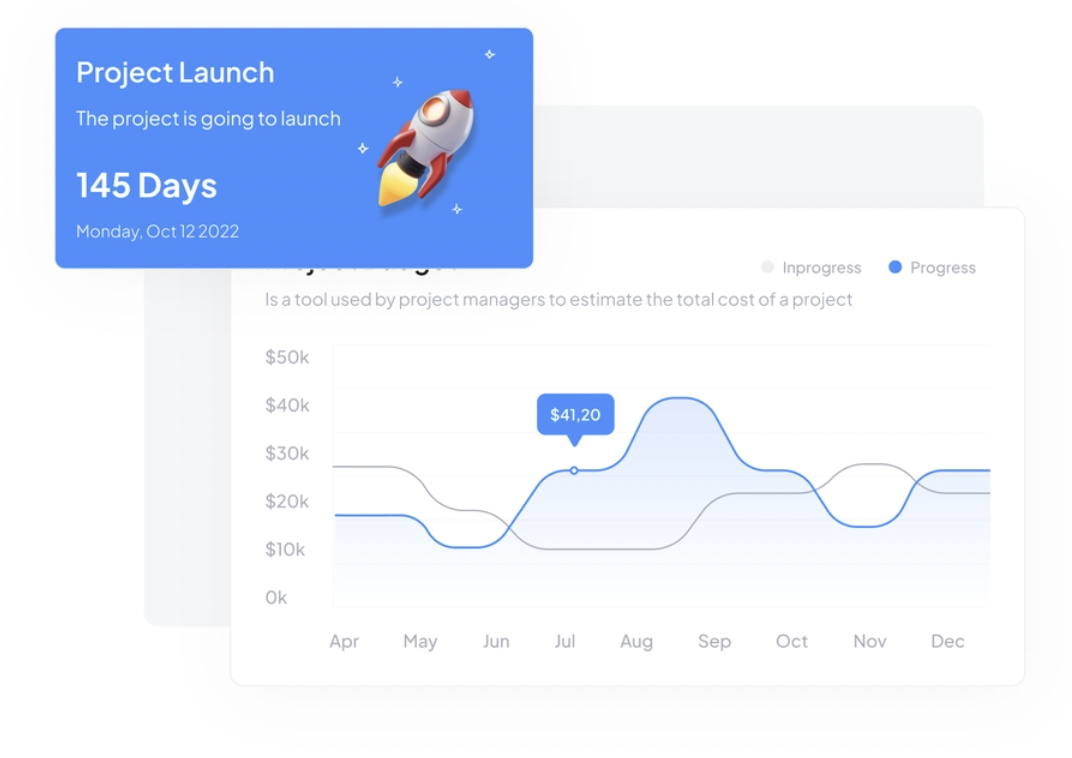 Project Launch
The project is going to launch
145 Days
Monday, Oct 12 2022
Inprogress
Progress
Is a tool used by project managers to estimate the total cost of a project
$50k
$40k
$30k
$20k
$10k
0k
$41,20
Apr May Jun Jul Aug Sep Oct Nov Dec